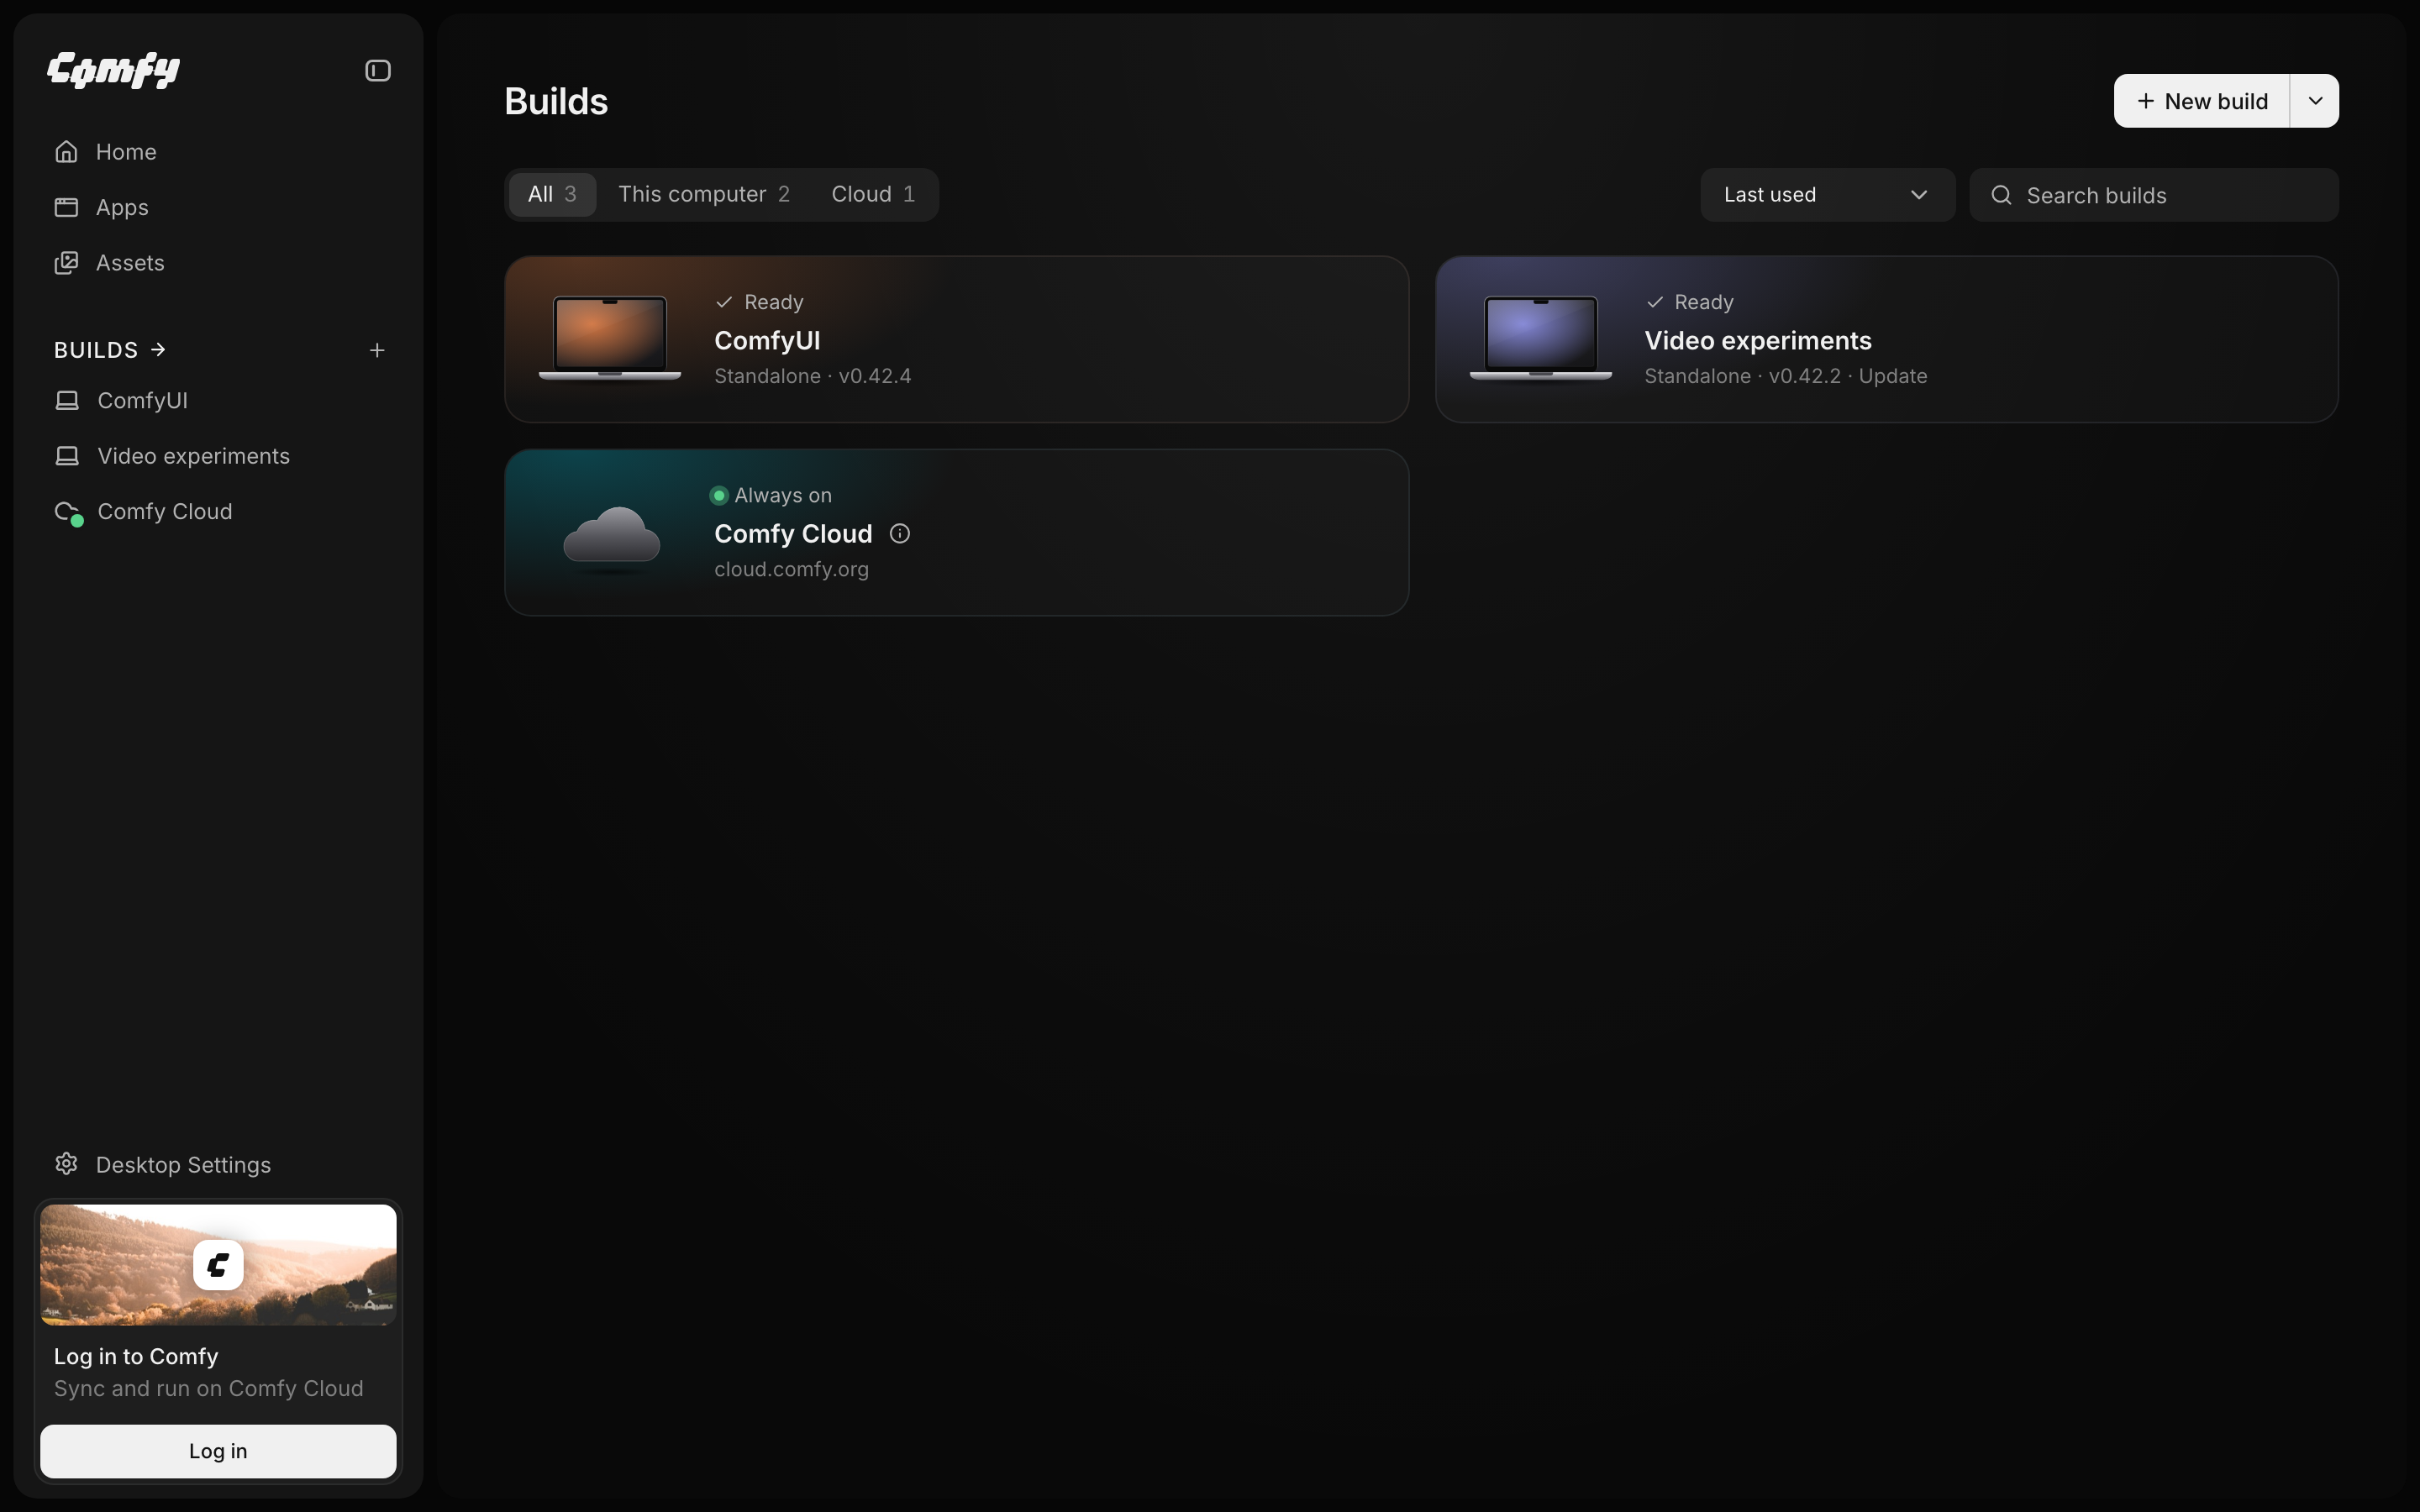 Comfy
Home
Apps
Assets
BUILDS →
ComfyUI
Video experiments
Comfy Cloud
Desktop Settings
Log in to Comfy
Sync and run on Comfy Cloud
Log in
Builds
New build
All 3
This computer 2
Cloud 1
Last used
Search builds
Ready
ComfyUI
Standalone · v0.42.4
Ready
Video experiments
Standalone · v0.42.2 · Update
Always on
Comfy Cloud
cloud.comfy.org